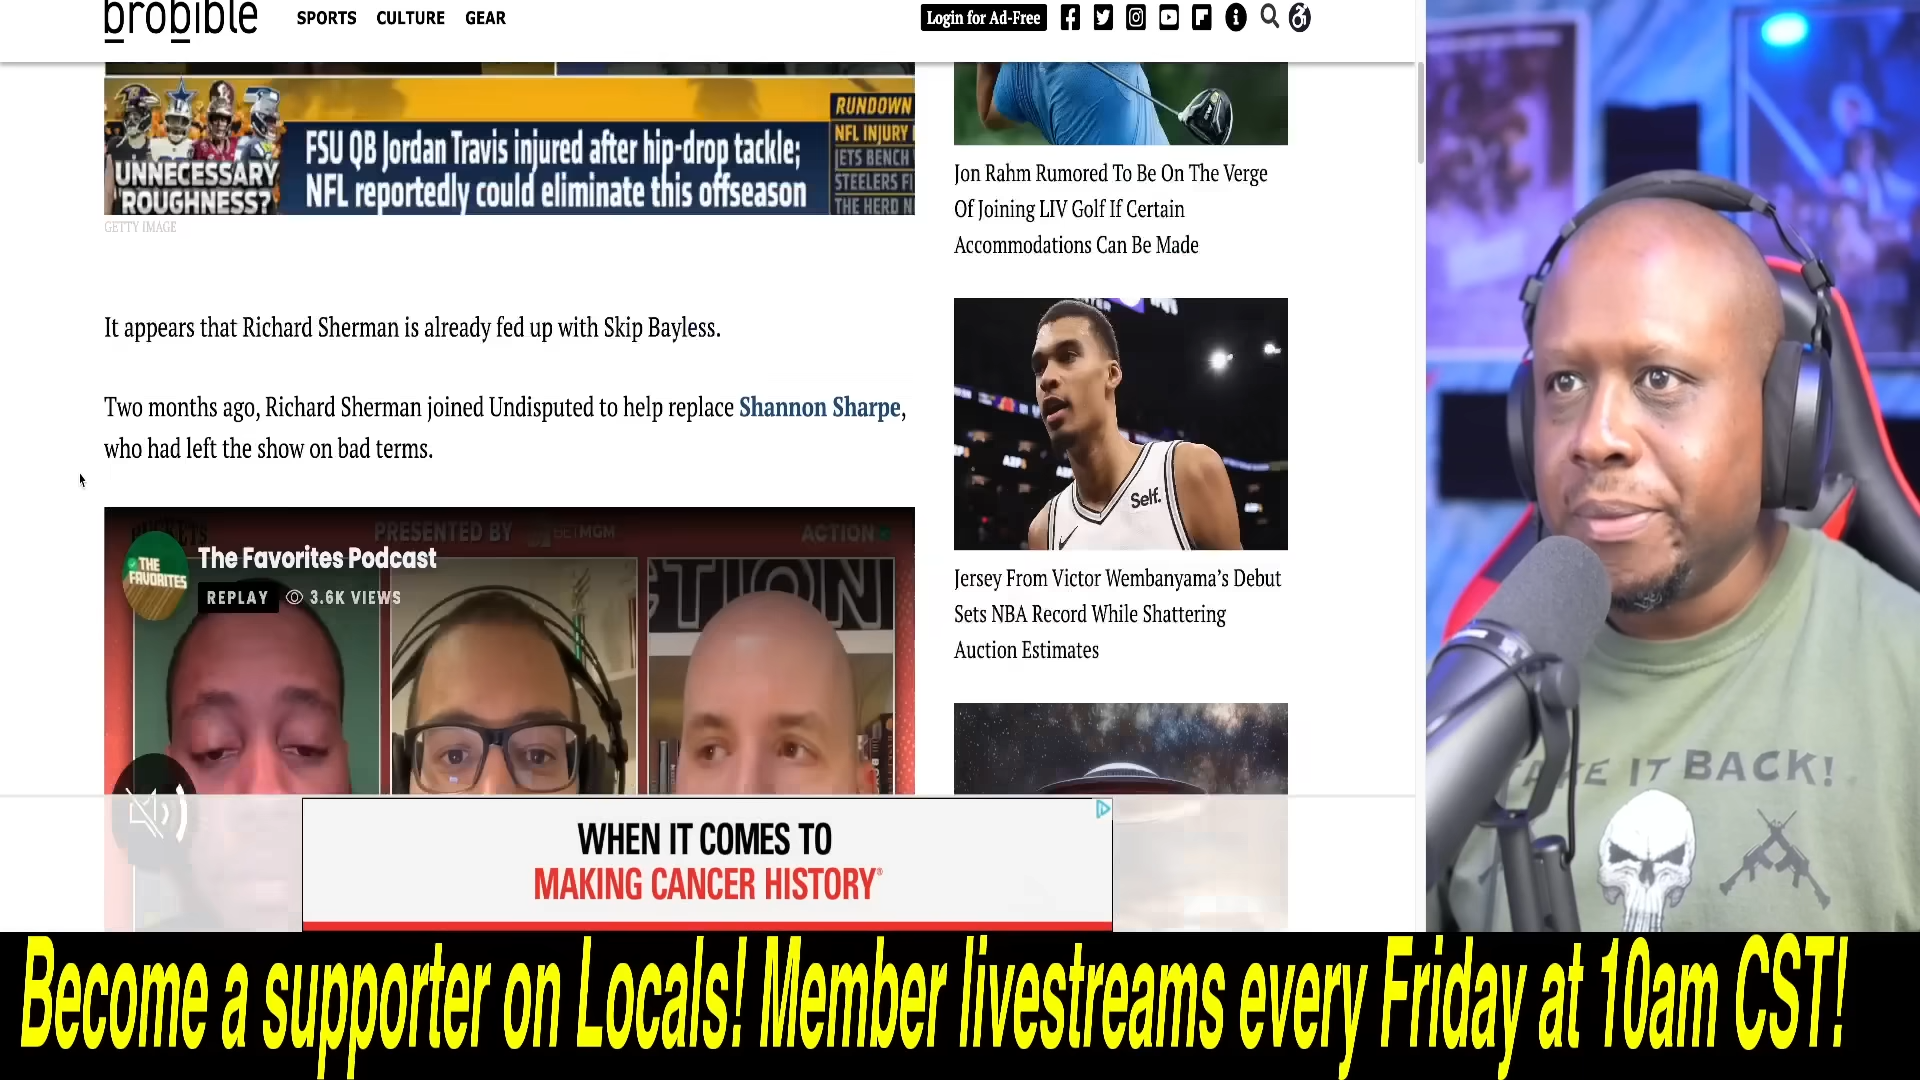 brobible
SPORTS CULTURE GEAR
Login for Ad-Free
RUNDOWN
NFL INJURY
JETS BENCH
STEELERS
THE HERD
UNNECESSARY
ROUGHNESS?
FSU QB Jordan Travis injured after hip-drop tackle;
NFL reportedly could eliminate this offseason
GETTY IMAGE
It appears that Richard Sherman is already fed up with Skip Bayless.
Two months ago, Richard Sherman joined Undisputed to help replace Shannon Sharpe,
who had left the show on bad terms.
PRESENTED BY BETMGM
ACTION
THE
FAVORITES
The Favorites Podcast
REPLAY 3.6K VIEWS
CTION
WHEN IT COMES TO
MAKING CANCER HISTORY®
Jon Rahm Rumored To Be On The Verge
Of Joining LIV Golf If Certain
Accommodations Can Be Made
Self.
Jersey From Victor Wembanyama’s Debut
Sets NBA Record While Shattering
Auction Estimates
IT BACK!
Become a supporter on Locals! Member livestreams every Friday at 10am CST!